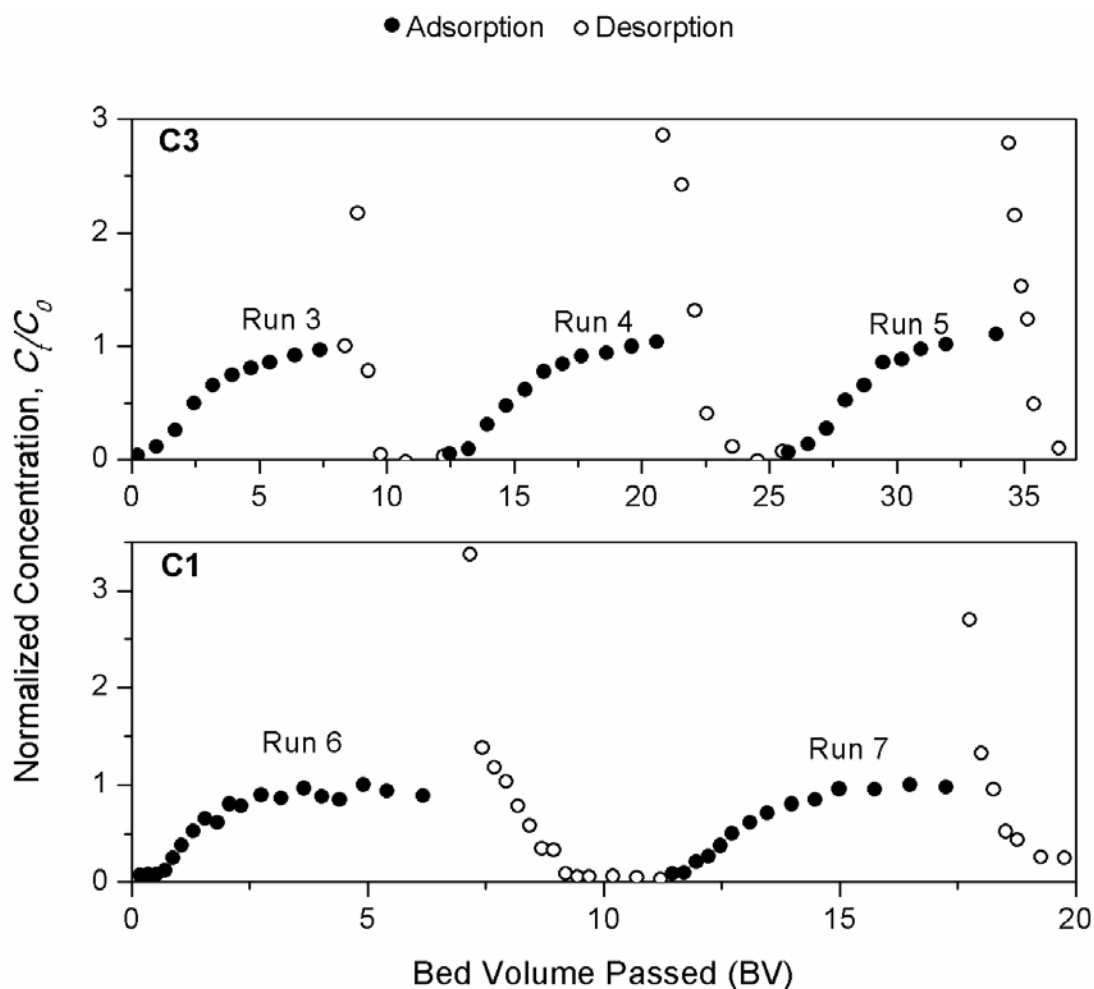 Adsorption Desorption
C3
3
2
1
0
Run 3
Run 4
Run 5
0 5 10 15 20 25 30 35
C1
3
2
1
0
Run 6
Run 7
0 5 10 15 20
Normalized Concentration, Cₜ/C₀
Bed Volume Passed (BV)